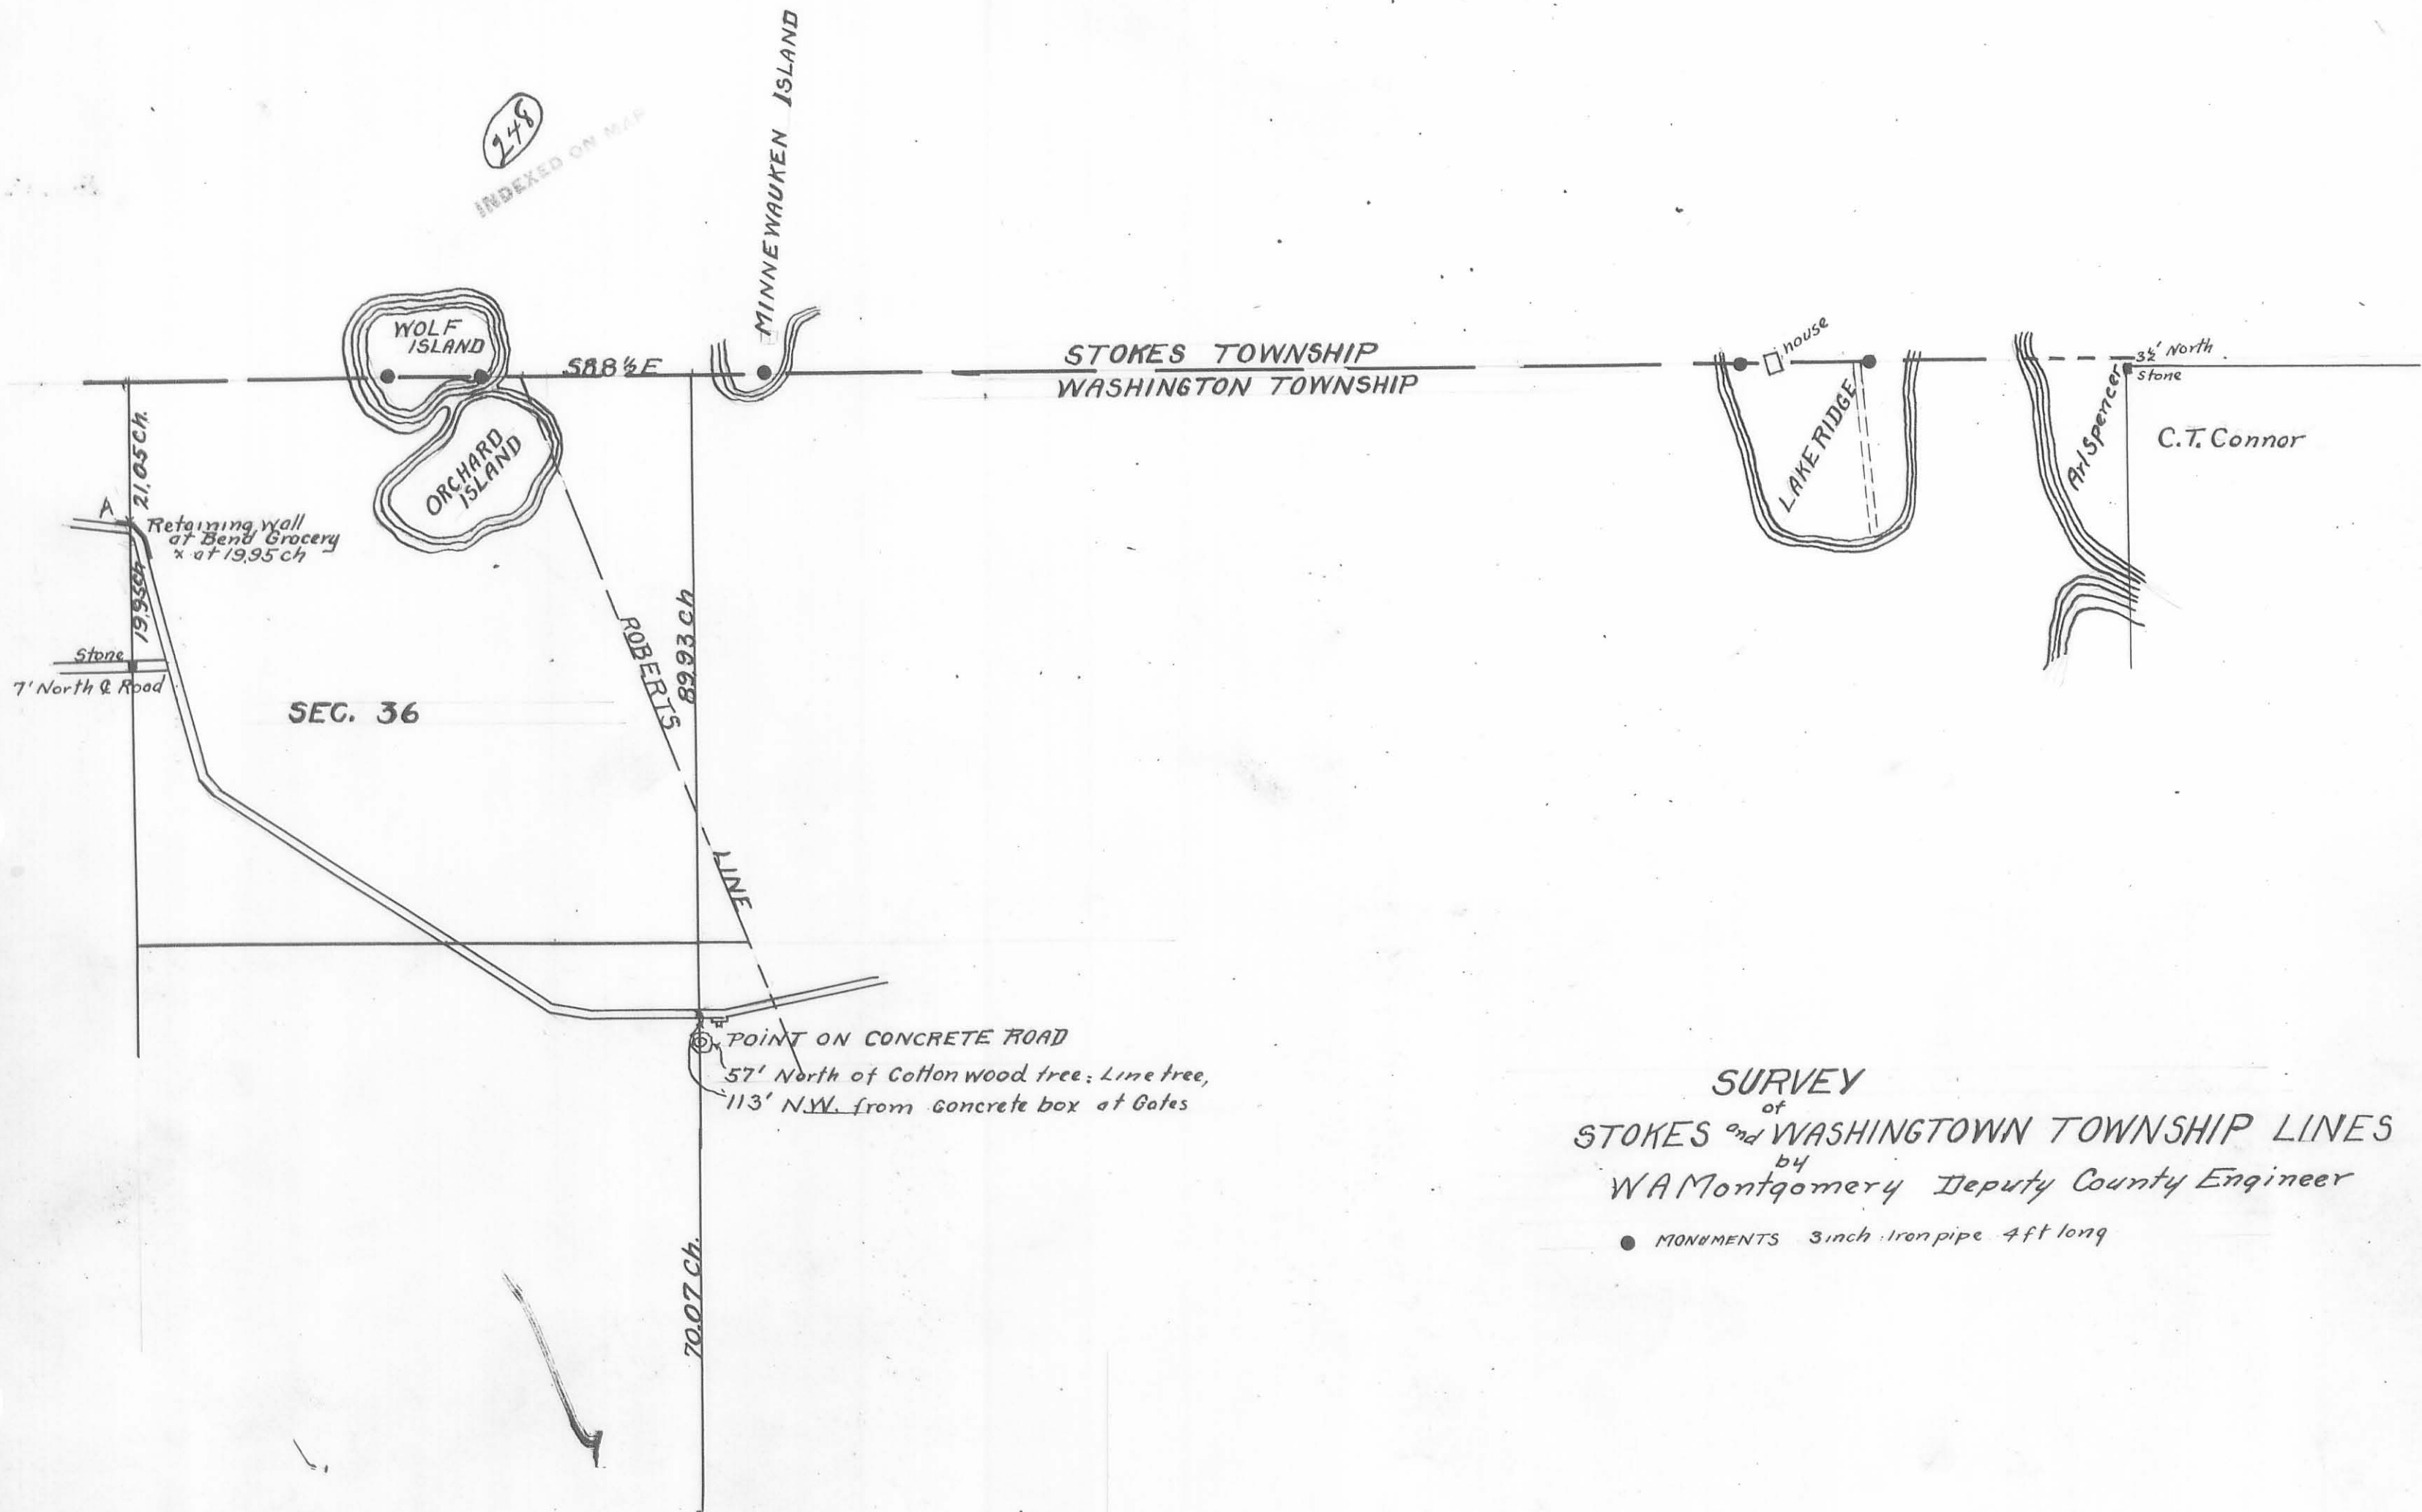 248
INDEXED ON MAP
MINNEWAUKEN ISLAND
WOLF
ISLAND
S88½E
STOKES TOWNSHIP
WASHINGTON TOWNSHIP
house
3½' North
Stone
LAKE RIDGE
Arl Spencer
C.T. Connor
ORCHARD
ISLAND
21.05 Ch.
A
Retaining Wall
at Bend Grocery
x at 19.95 ch
19.95 Ch
Stone
7' North ℄ Road
SEC. 36
ROBERTS
LINE
89.93 Ch
POINT ON CONCRETE ROAD
57' North of Cottonwood tree; Line tree,
113' N.W. from Concrete box at Gates
70.07 Ch.
SURVEY
of
STOKES and WASHINGTOWN TOWNSHIP LINES
by
W A Montgomery Deputy County Engineer
MONUMENTS 3 inch Iron pipe 4 ft long